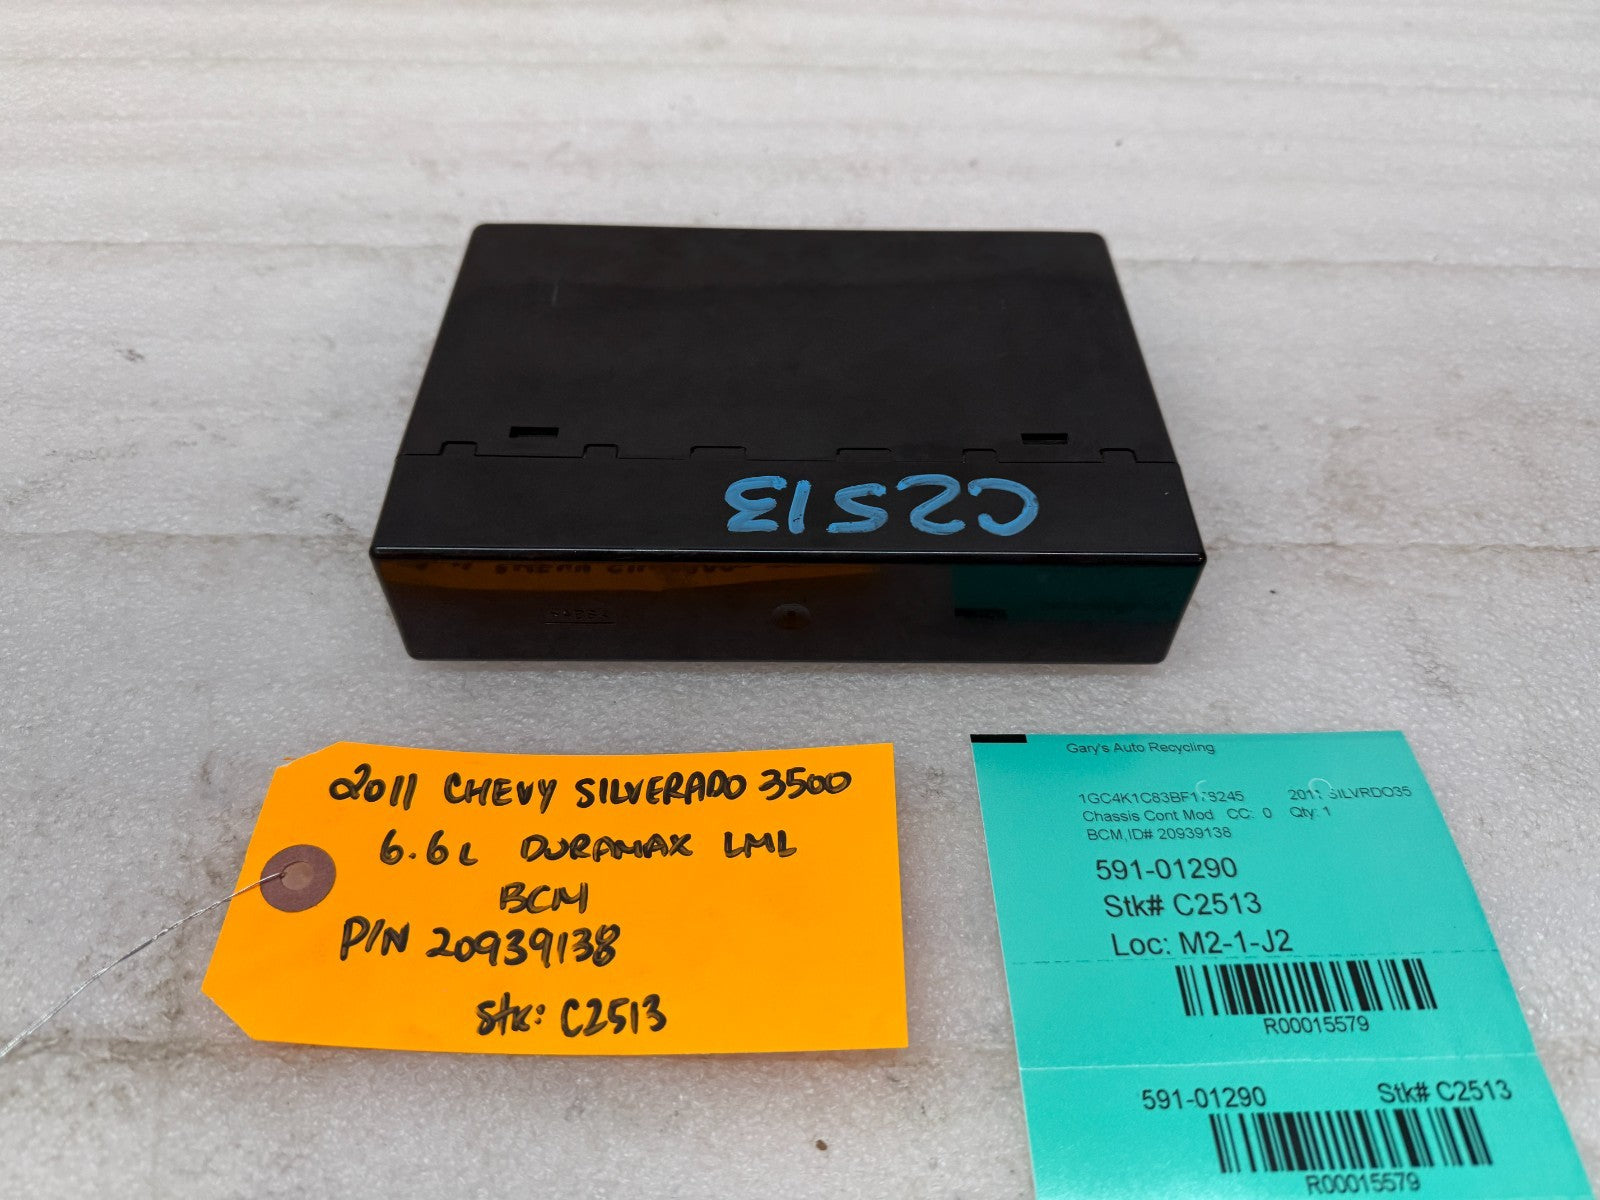 C2513
2011 CHEVY SILVERADO 3500
6.6L DURAMAX LML
BCM
P/N 20939138
Stk: C2513
Gary's Auto Recycling
Chassis Cont Mod CC: 0 Qty: 1
BCM,ID# 20939138
591-01290
Stk# C2513
Loc: M2-1-J2
R00015579
591-01290 Stk# C2513
R00015579